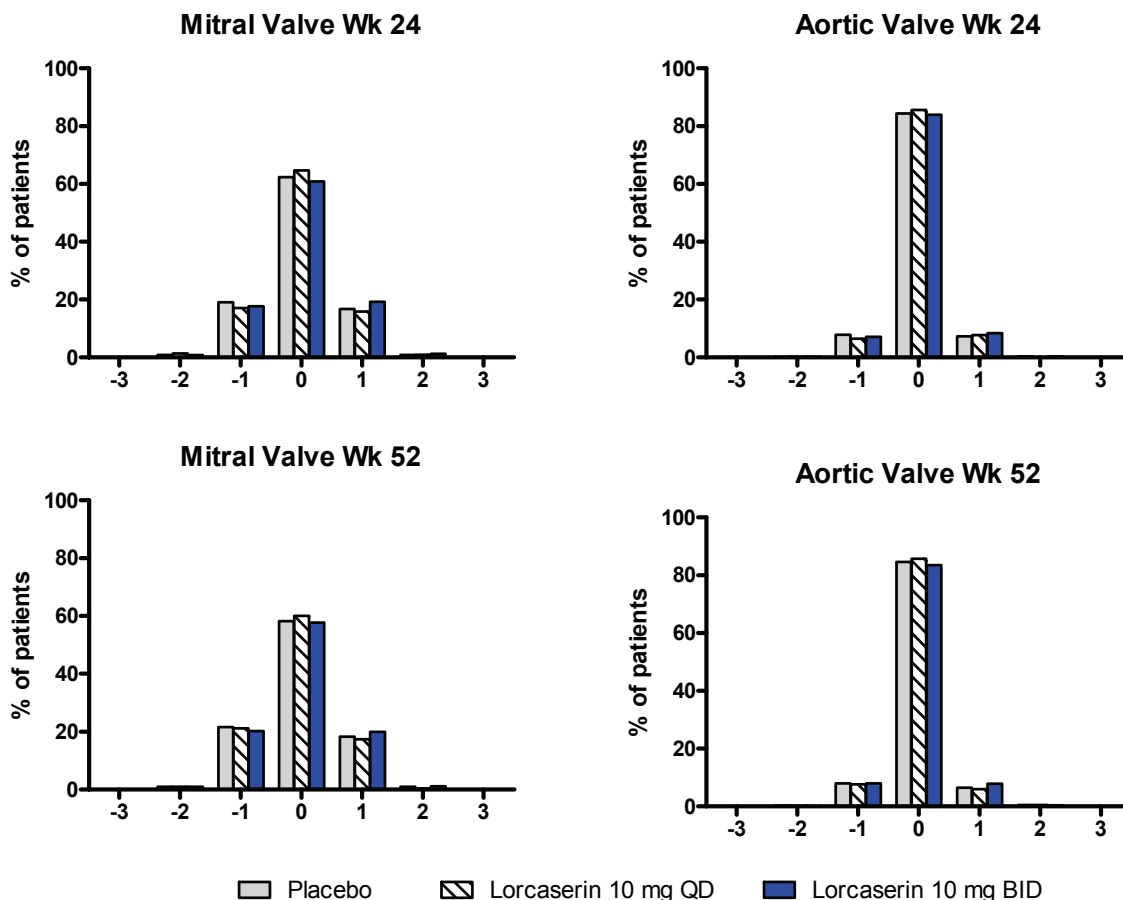 Mitral Valve Wk 24
% of patients
100
80
60
40
20
0
-3 -2 -1 0 1 2 3
Aortic Valve Wk 24
% of patients
100
80
60
40
20
0
-3 -2 -1 0 1 2 3
Mitral Valve Wk 52
% of patients
100
80
60
40
20
0
-3 -2 -1 0 1 2 3
Aortic Valve Wk 52
% of patients
100
80
60
40
20
0
-3 -2 -1 0 1 2 3
Placebo Lorcaserin 10 mg QD Lorcaserin 10 mg BID